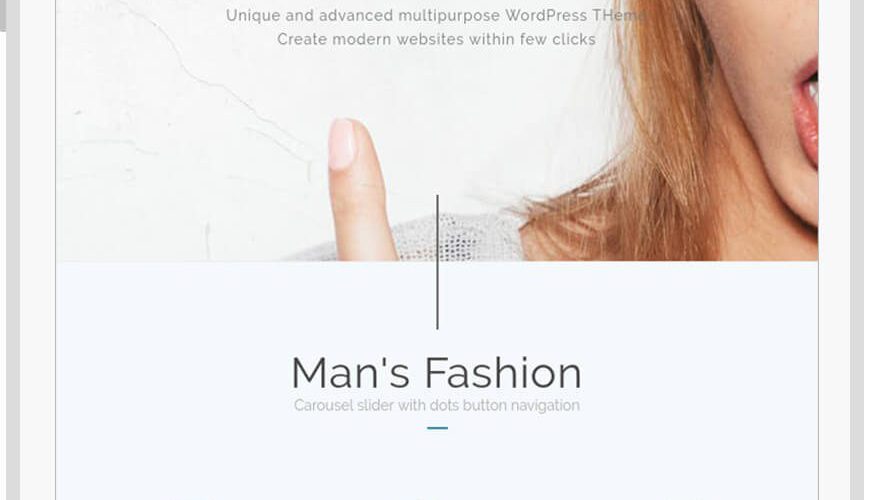 Unique and advanced multipurpose WordPress THeme
Create modern websites within few clicks
Man's Fashion
Carousel slider with dots button navigation